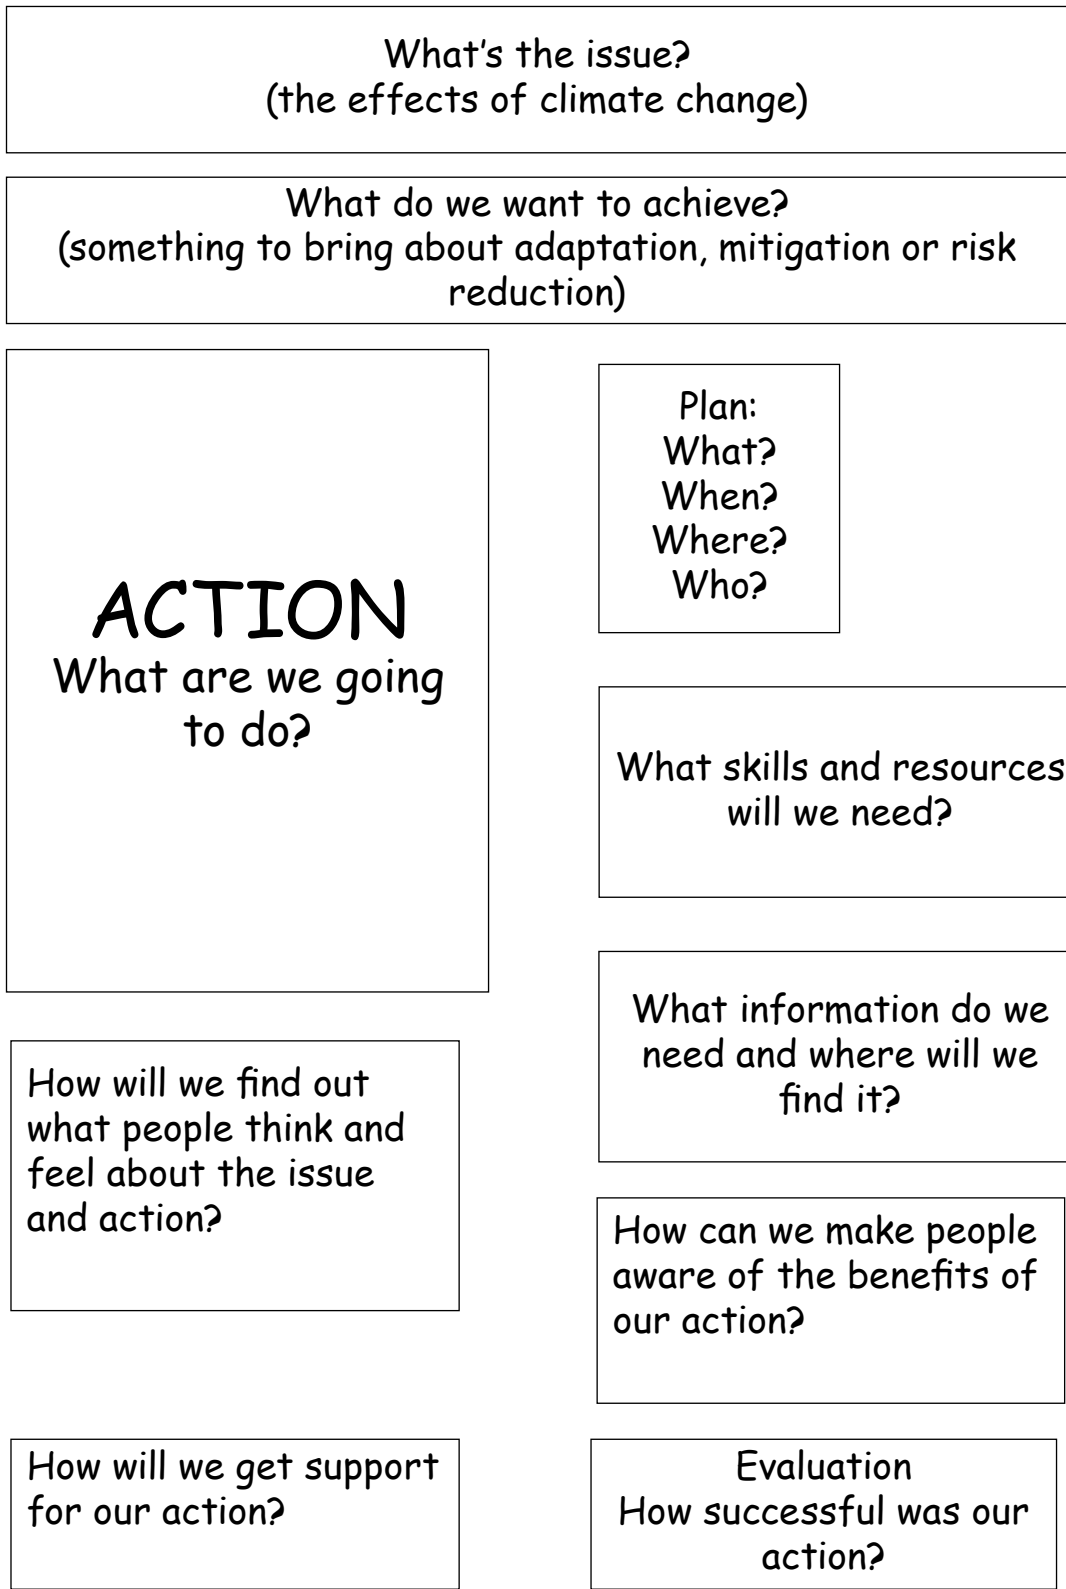 What’s the issue?
(the effects of climate change)
What do we want to achieve?
(something to bring about adaptation, mitigation or risk
reduction)
ACTION
What are we going
to do?
Plan:
What?
When?
Where?
Who?
What skills and resources
will we need?
What information do we
need and where will we
find it?
How will we find out
what people think and
feel about the issue
and action?
How can we make people
aware of the benefits of
our action?
How will we get support
for our action?
Evaluation
How successful was our
action?